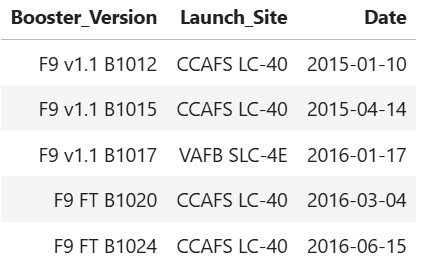 Booster_Version Launch_Site Date
F9 v1.1 B1012 CCAFS LC-40 2015-01-10
F9 v1.1 B1015 CCAFS LC-40 2015-04-14
F9 v1.1 B1017 VAFB SLC-4E 2016-01-17
F9 FT B1020 CCAFS LC-40 2016-03-04
F9 FT B1024 CCAFS LC-40 2016-06-15